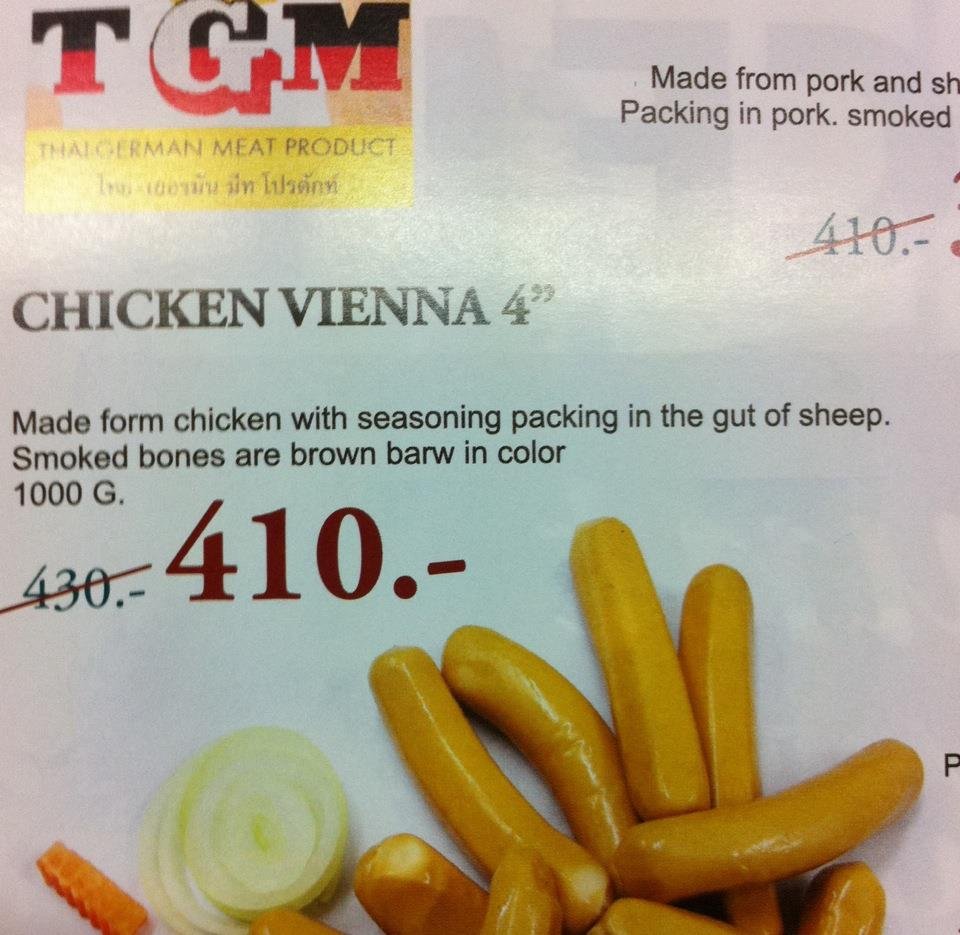 TGM
THAI-GERMAN MEAT PRODUCT
ไทย-เยอรมัน มีท โปรดักท์
Made from pork and sh
Packing in pork. smoked
410.-
CHICKEN VIENNA 4”
Made form chicken with seasoning packing in the gut of sheep.
Smoked bones are brown barw in color
1000 G.
430.- 410.-
P